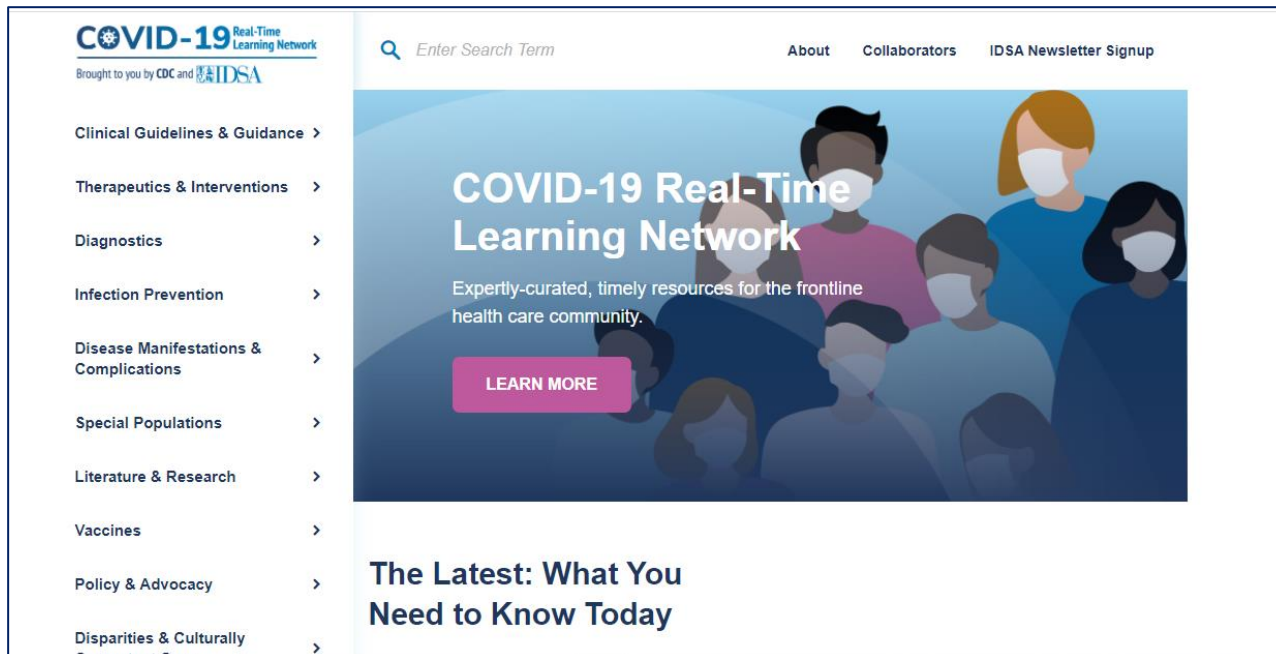 COVID-19 Real-Time
Learning Network
Brought to you by CDC and IDSA
Enter Search Term
About
Collaborators
IDSA Newsletter Signup
Clinical Guidelines & Guidance
Therapeutics & Interventions
Diagnostics
Infection Prevention
Disease Manifestations &
Complications
Special Populations
Literature & Research
Vaccines
Policy & Advocacy
Disparities & Culturally
COVID-19 Real-Time
Learning Network
Expertly-curated, timely resources for the frontline
health care community.
LEARN MORE
The Latest: What You
Need to Know Today